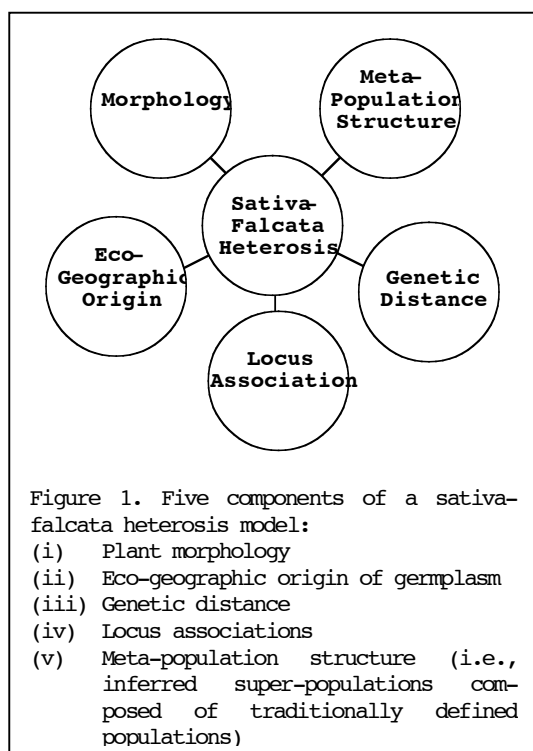 Morphology
Meta-
Population
Structure
Sativa-
Falcata
Heterosis
Eco-
Geographic
Origin
Genetic
Distance
Locus
Association
Figure 1. Five components of a sativa-
falcata heterosis model:
(i) Plant morphology
(ii) Eco-geographic origin of germplasm
(iii) Genetic distance
(iv) Locus associations
(v) Meta-population structure (i.e.,
inferred super-populations com-
posed of traditionally defined
populations)